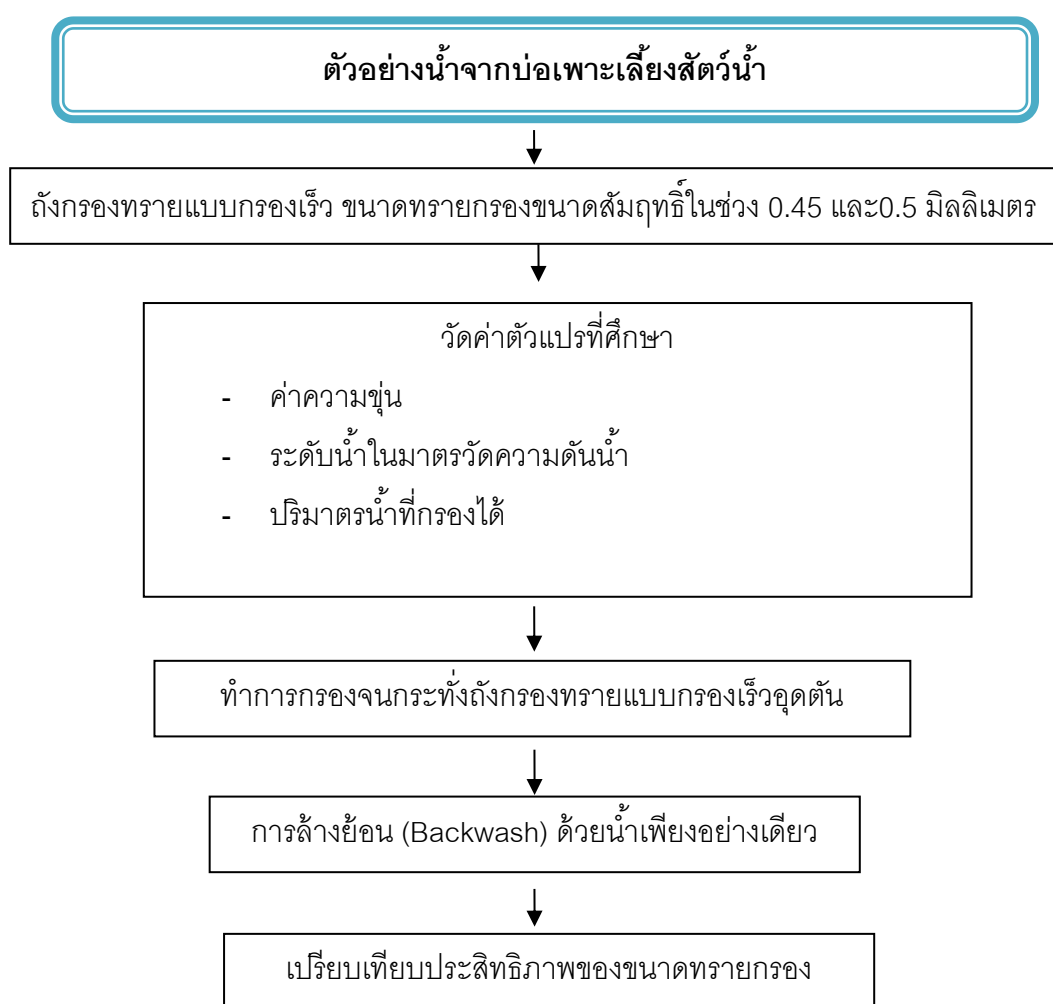 ตัวอย่างน้ำจากบ่อเพาะเลี้ยงสัตว์น้ำ
ถังกรองทรายแบบกรองเร็ว ขนาดทรายกรองขนาดสัมฤทธิ์ในช่วง 0.45 และ0.5 มิลลิเมตร
วัดค่าตัวแปรที่ศึกษา
- ค่าความขุ่น
- ระดับน้ำในมาตรวัดความดันน้ำ
- ปริมาตรน้ำที่กรองได้
ทำการกรองจนกระทั่งถังกรองทรายแบบกรองเร็วอุดตัน
การล้างย้อน (Backwash) ด้วยน้ำเพียงอย่างเดียว
เปรียบเทียบประสิทธิภาพของขนาดทรายกรอง